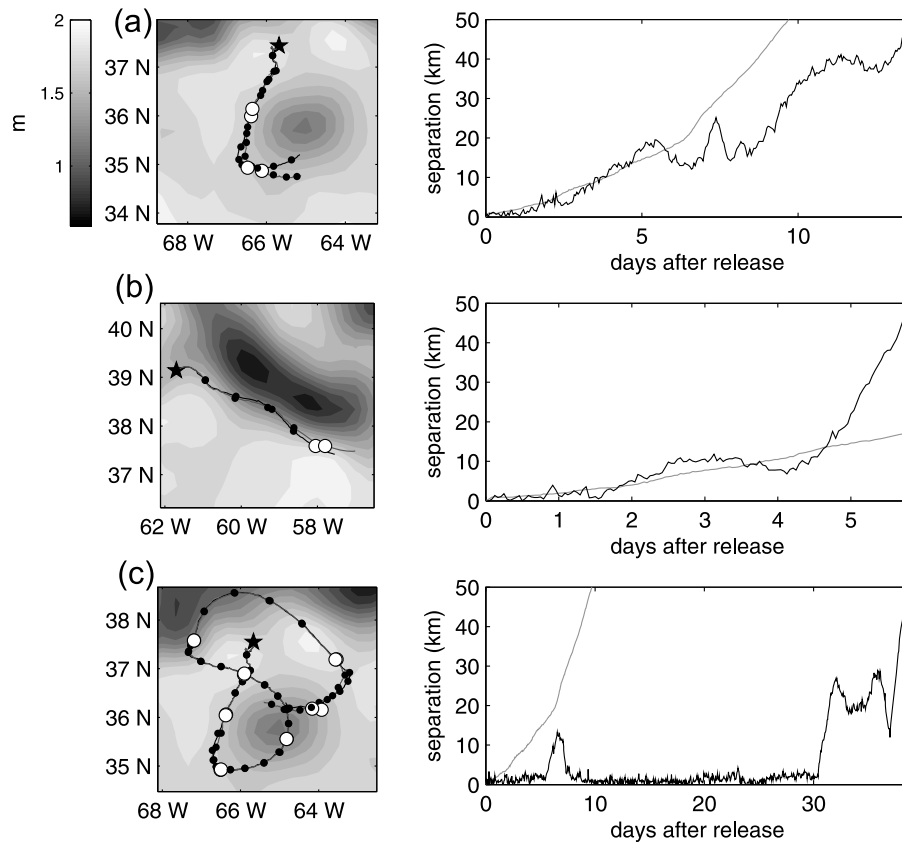 2
1.5
1
m
(a)
37 N
36 N
35 N
34 N
68 W 66 W 64 W
50
40
30
20
10
0
separation (km)
0 5 10
days after release
(b)
40 N
39 N
38 N
37 N
62 W 60 W 58 W
50
40
30
20
10
0
separation (km)
0 1 2 3 4 5
days after release
(c)
38 N
37 N
36 N
35 N
68 W 66 W 64 W
50
40
30
20
10
0
separation (km)
0 10 20 30
days after release